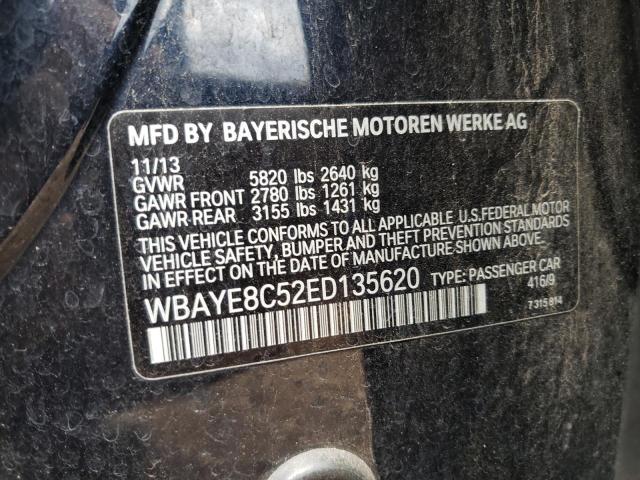 MFD BY BAYERISCHE MOTOREN WERKE AG
11/13
GVWR 5820 lbs 2640 kg
GAWR FRONT 2780 lbs 1261 kg
GAWR REAR 3155 lbs 1431 kg
THIS VEHICLE CONFORMS TO ALL APPLICABLE U.S.FEDERAL MOTOR
VEHICLE SAFETY, BUMPER AND THEFT PREVENTION STANDARDS
IN EFFECT ON THE DATE OF MANUFACTURE SHOWN ABOVE.
WBAYE8C52ED135620 TYPE: PASSENGER CAR
416/9
7315814